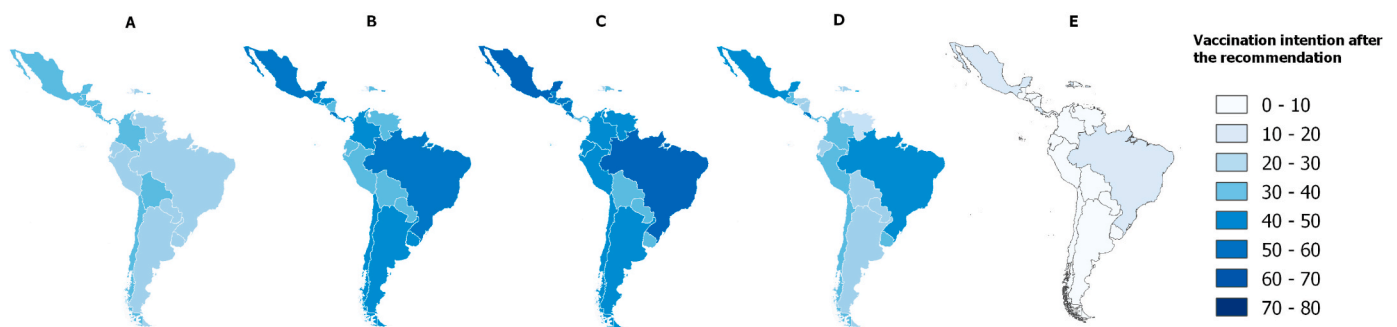 A
B
C
D
E
Vaccination intention after
the recommendation
0 - 10
10 - 20
20 - 30
30 - 40
40 - 50
50 - 60
60 - 70
70 - 80